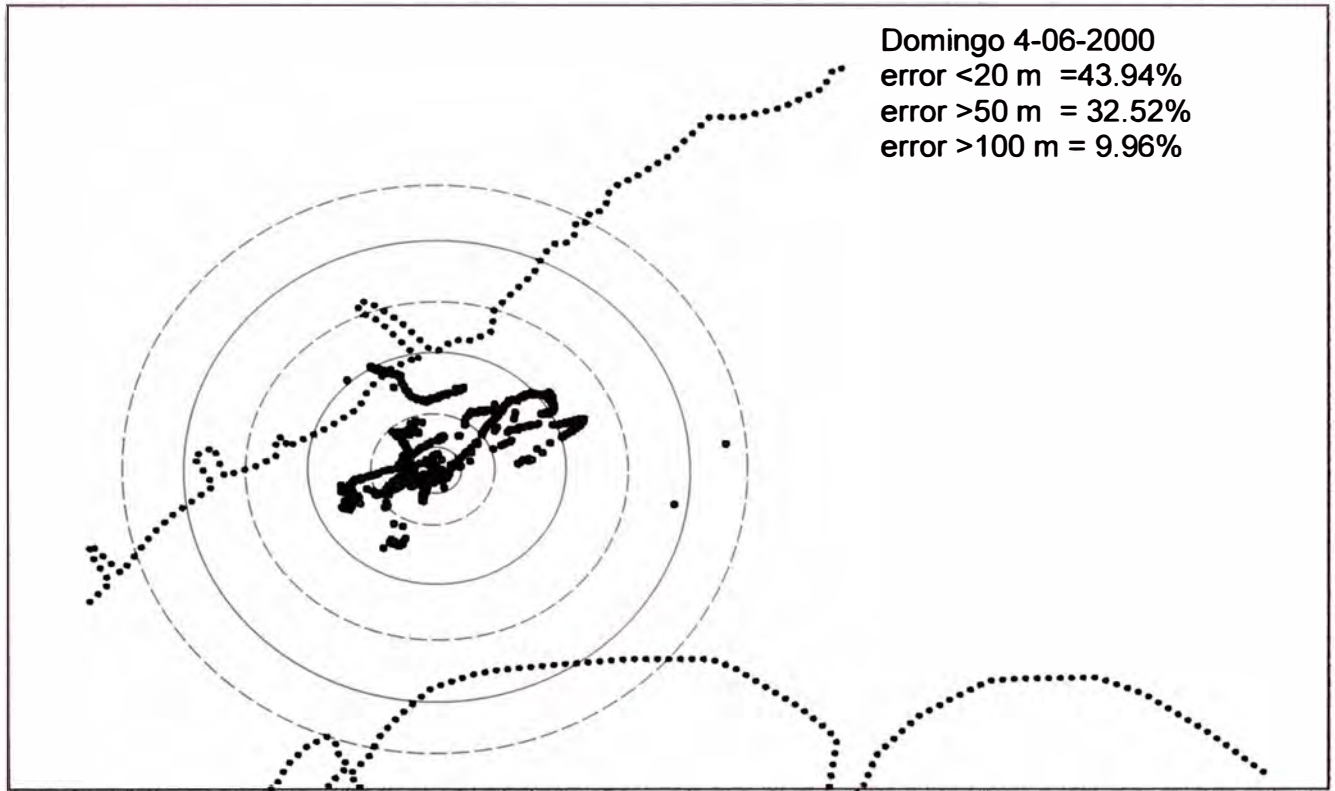 Domingo 4-06-2000
error <20 m =43.94%
error >50 m = 32.52%
error >100 m = 9.96%